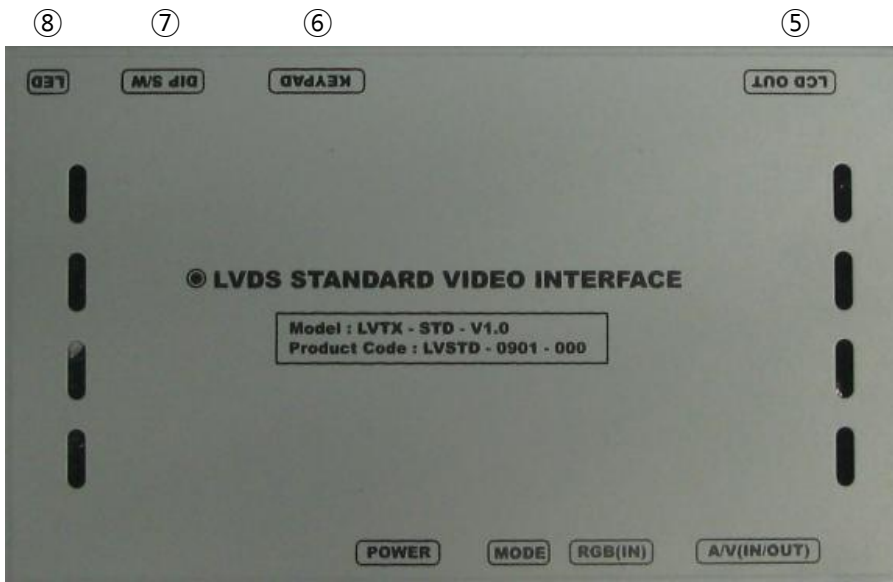 ⑧ ⑦ ⑥ ⑤
LED DIP S/W KEYPAD LCD OUT
LVDS STANDARD VIDEO INTERFACE
Model : LVTX - STD - V1.0
Product Code : LVSTD - 0901 - 000
POWER MODE RGB(IN) A/V(IN/OUT)